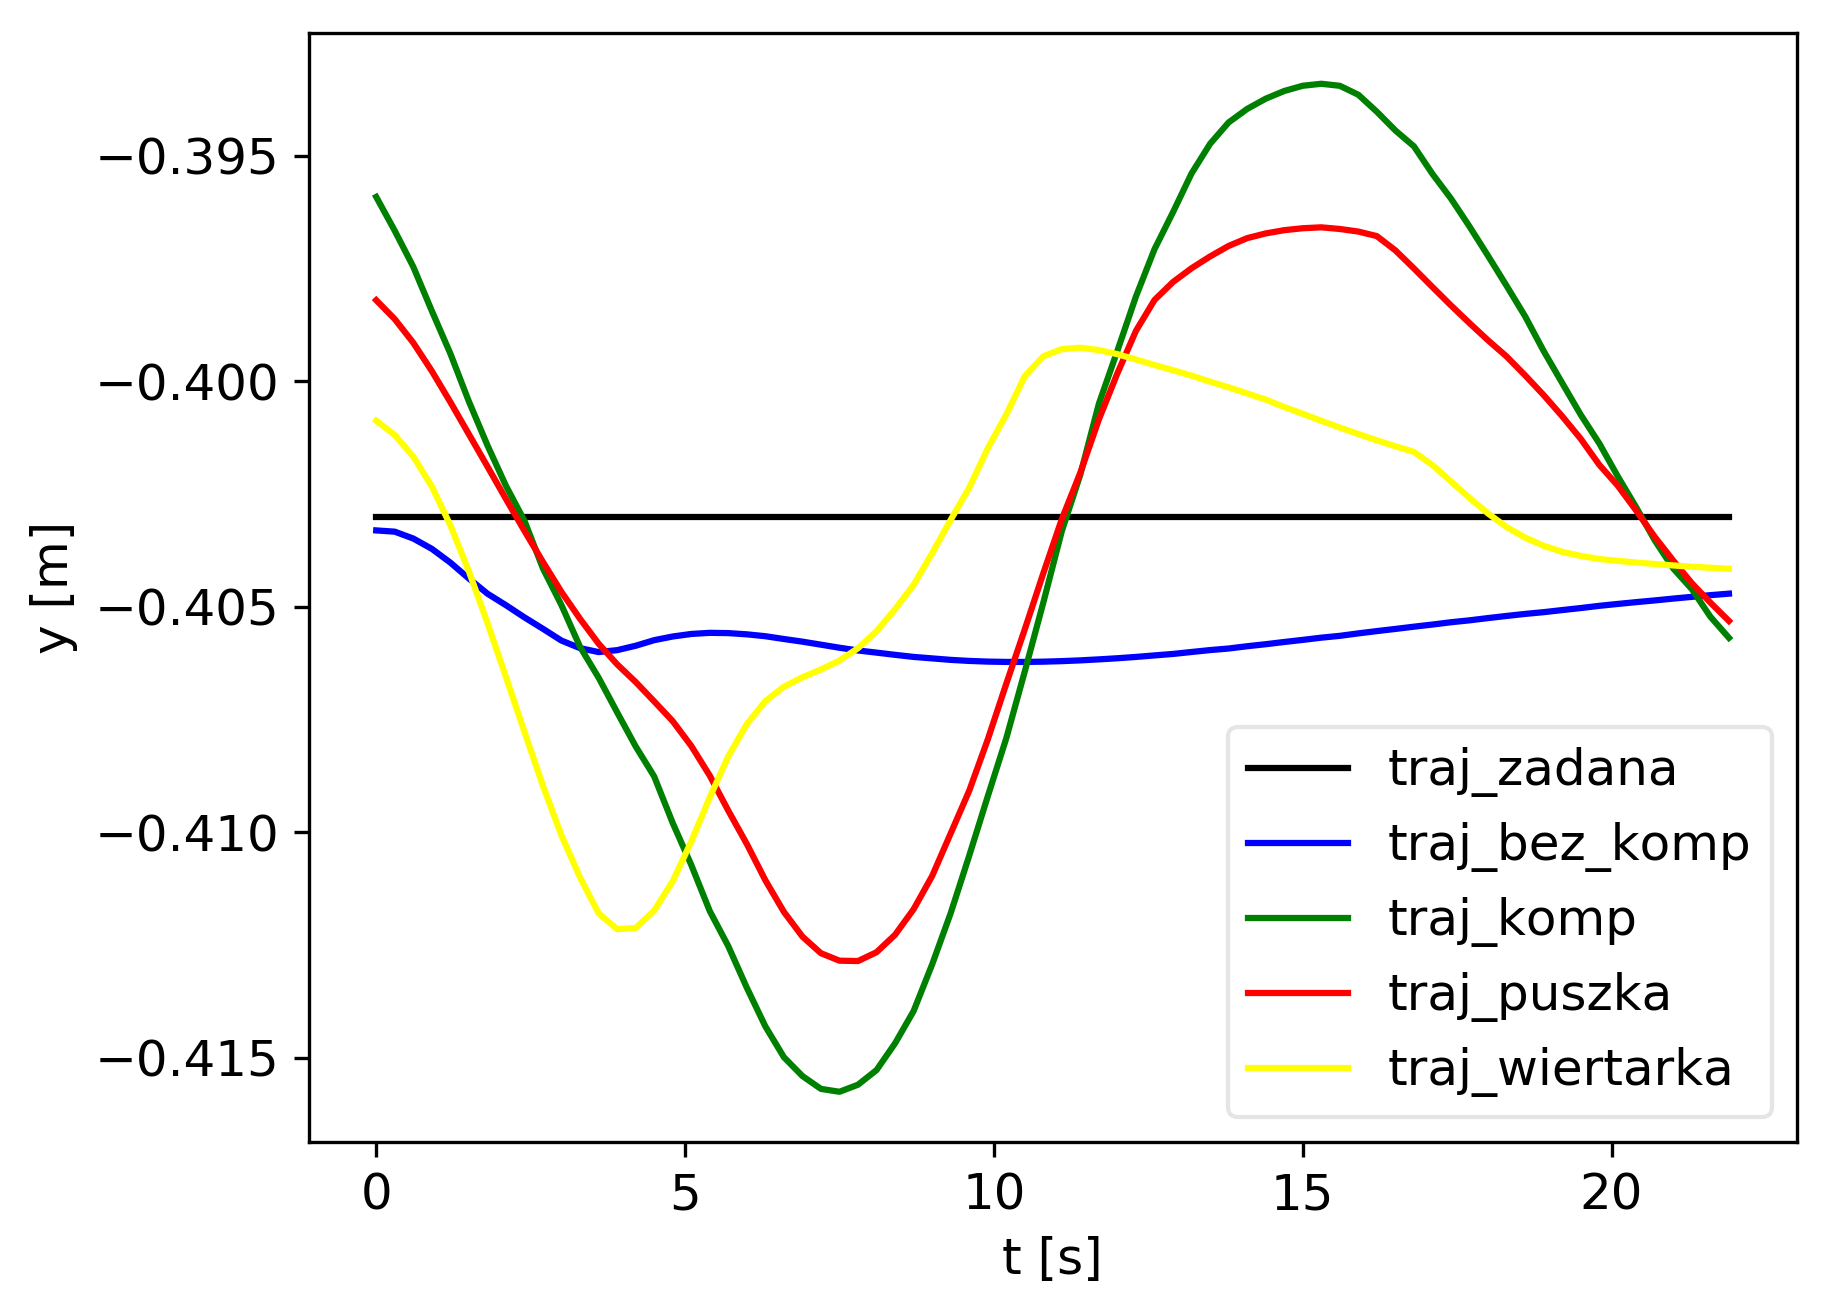 −0.395
−0.400
−0.405
−0.410
−0.415
y [m]
0 5 10 15 20
t [s]
traj_zadana
traj_bez_komp
traj_komp
traj_puszka
traj_wiertarka